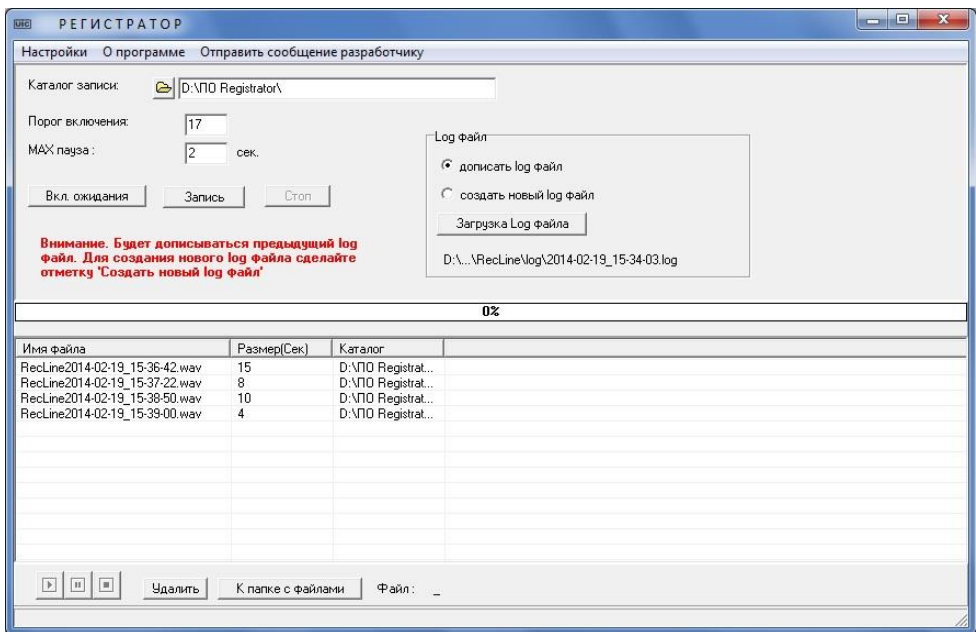 UHC РЕГИСТРАТОР
Настройки О программе Отправить сообщение разработчику
Каталог записи: D:\ПО Registrator\
Порог включения: 17
MAX пауза : 2 сек.
Вкл. ожидания Запись Стоп
Внимание. Будет дописываться предыдущий log
файл. Для создания нового log файла сделайте
отметку 'Создать новый log файл'
Log файл
дописать log файл
создать новый log файл
Загрузка Log файла
D:\...\RecLine\log\2014-02-19_15-34-03.log
0%
Имя файла Размер(Сек) Каталог
RecLine2014-02-19_15-36-42.wav 15 D:\ПО Registrat...
RecLine2014-02-19_15-37-22.wav 8 D:\ПО Registrat...
RecLine2014-02-19_15-38-50.wav 10 D:\ПО Registrat...
RecLine2014-02-19_15-39-00.wav 4 D:\ПО Registrat...
Удалить К папке с файлами Файл : _